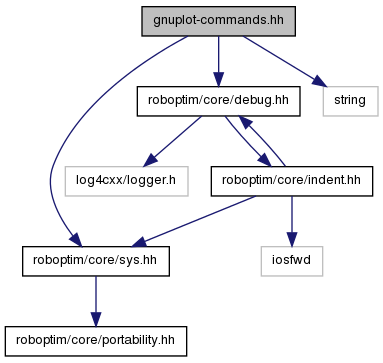 gnuplot-commands.hh
roboptim/core/debug.hh
string
log4cxx/logger.h
roboptim/core/indent.hh
roboptim/core/sys.hh
iosfwd
roboptim/core/portability.hh